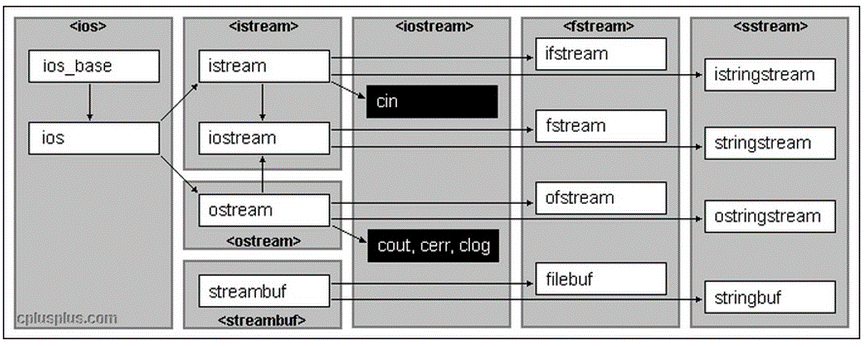 <ios>
ios_base
ios
<istream>
istream
iostream
ostream
<ostream>
streambuf
<streambuf>
<iostream>
cin
cout, cerr, clog
<fstream>
ifstream
fstream
ofstream
filebuf
<sstream>
istringstream
stringstream
ostringstream
stringbuf
cplusplus.com